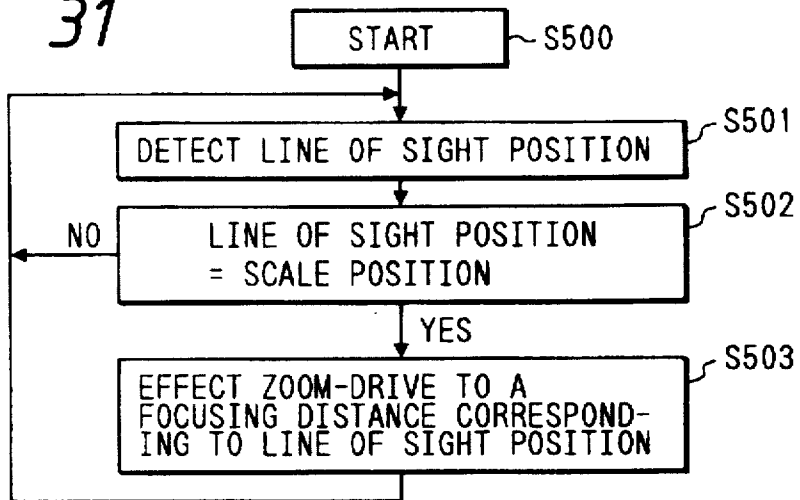 31
START
S500
DETECT LINE OF SIGHT POSITION
S501
S502
NO
LINE OF SIGHT POSITION
= SCALE POSITION
YES
S503
EFFECT ZOOM-DRIVE TO A
FOCUSING DISTANCE CORRESPOND-
ING TO LINE OF SIGHT POSITION